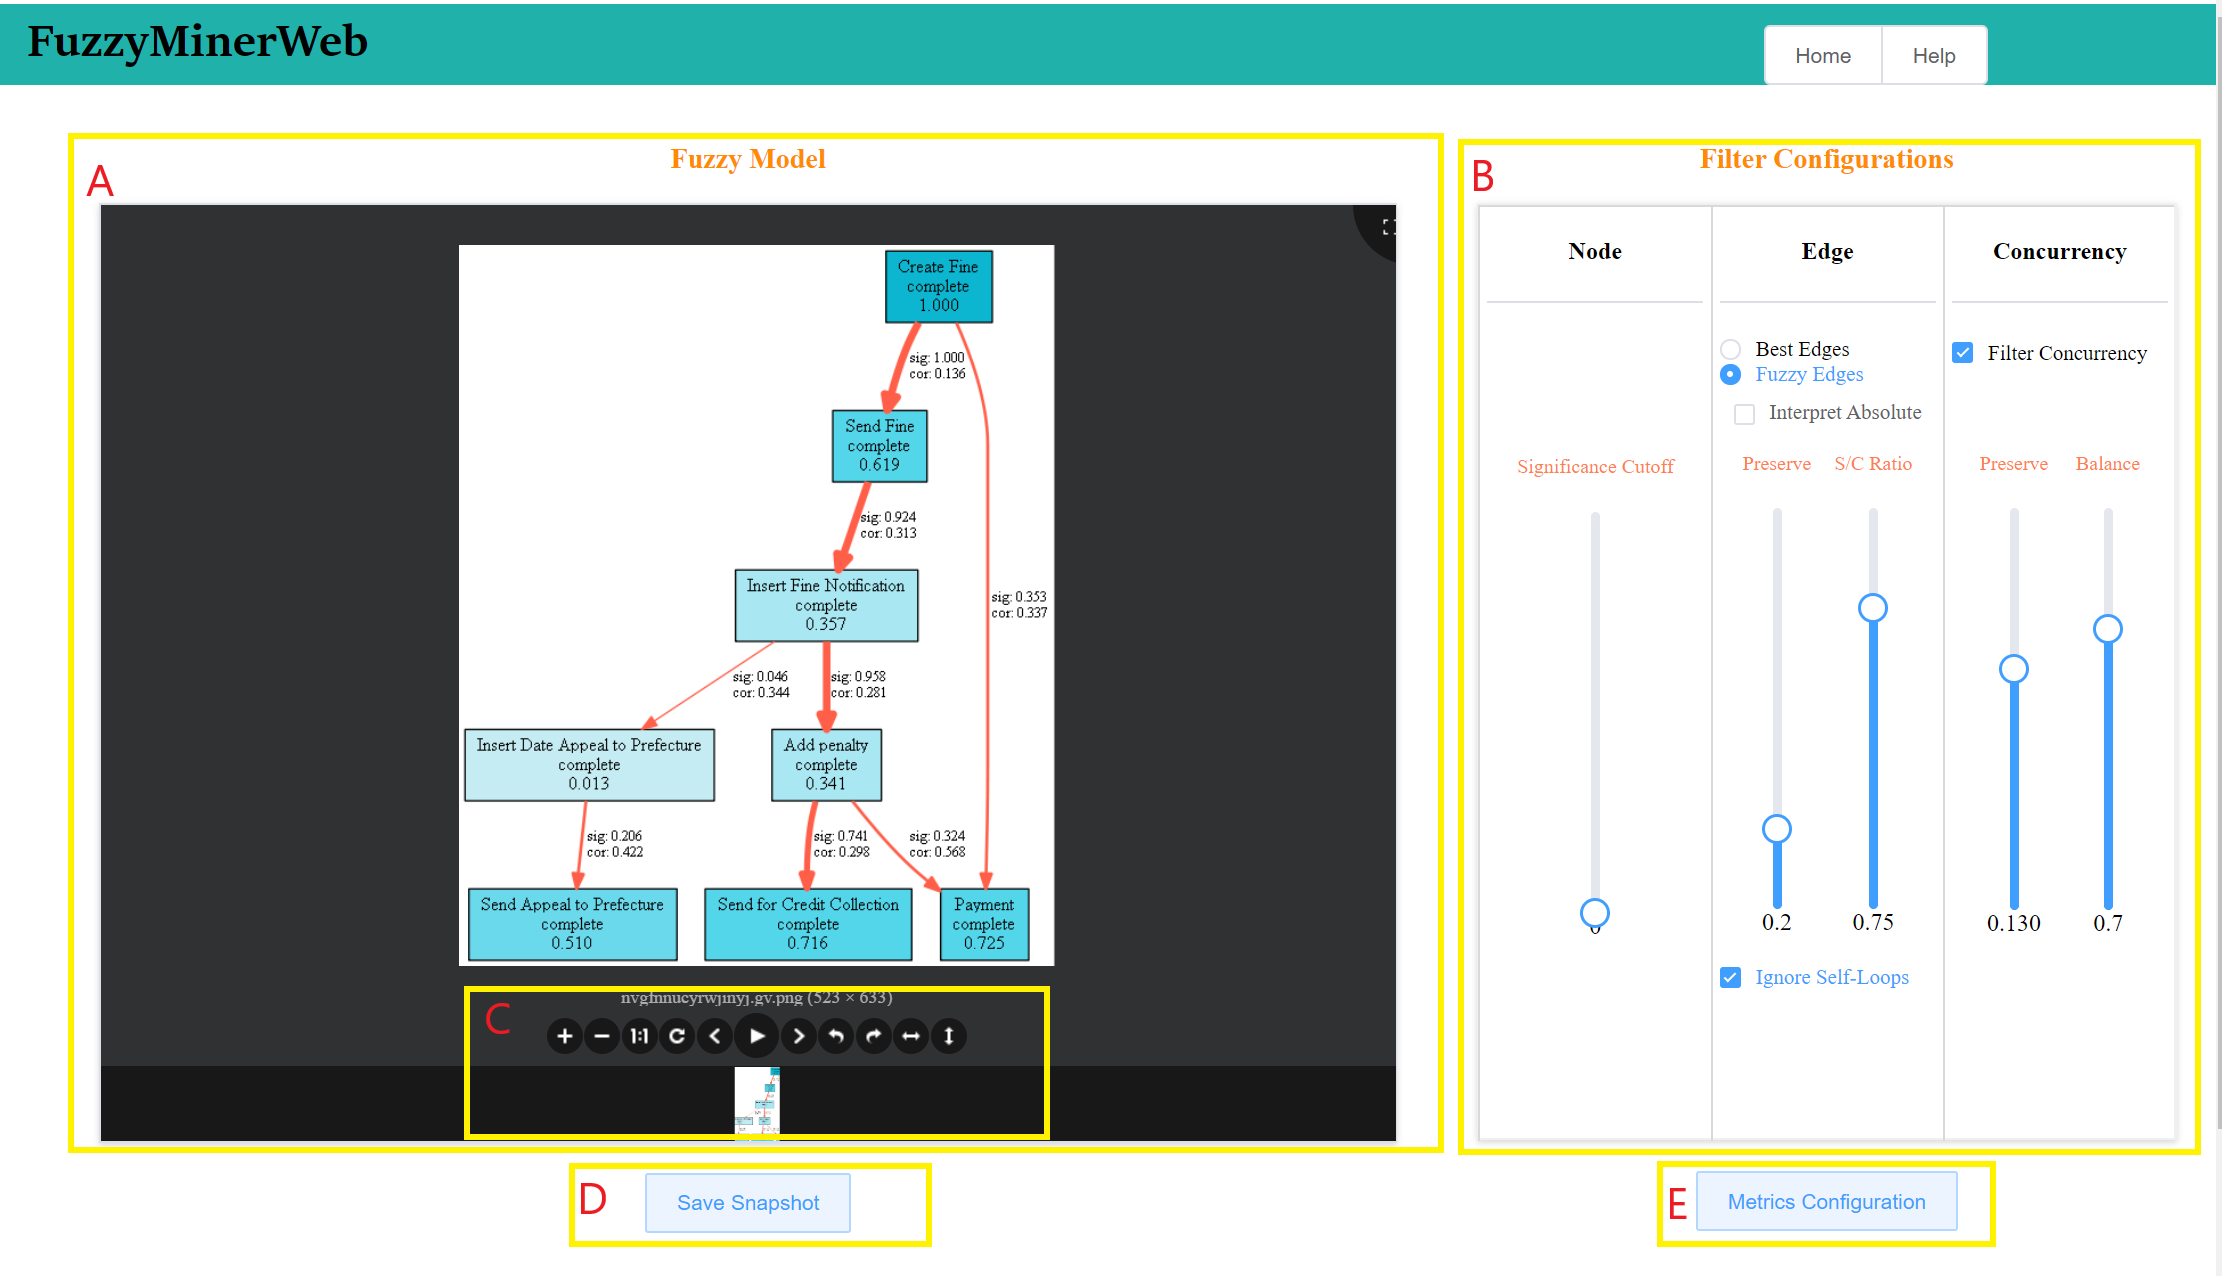 FuzzyMinerWeb
Home
Help
A
Fuzzy Model
Create Fine
complete
1.000
sig: 1.000
cor: 0.136
Send Fine
complete
0.619
sig: 0.924
cor: 0.313
Insert Fine Notification
complete
0.357
sig: 0.353
cor: 0.337
sig: 0.046
cor: 0.344
sig: 0.958
cor: 0.281
Insert Date Appeal to Prefecture
complete
0.013
Add penalty
complete
0.341
sig: 0.206
cor: 0.422
sig: 0.741
cor: 0.298
sig: 0.324
cor: 0.568
Send Appeal to Prefecture
complete
0.510
Send for Credit Collection
complete
0.716
Payment
complete
0.725
C
nvgfnnucyrwjinyj.gv.png (523 × 633)
1:1
D
Save Snapshot
B
Filter Configurations
Node
Significance Cutoff
0
Edge
Best Edges
Fuzzy Edges
Interpret Absolute
Preserve S/C Ratio
0.2 0.75
Ignore Self-Loops
Concurrency
Filter Concurrency
Preserve Balance
0.130 0.7
E
Metrics Configuration